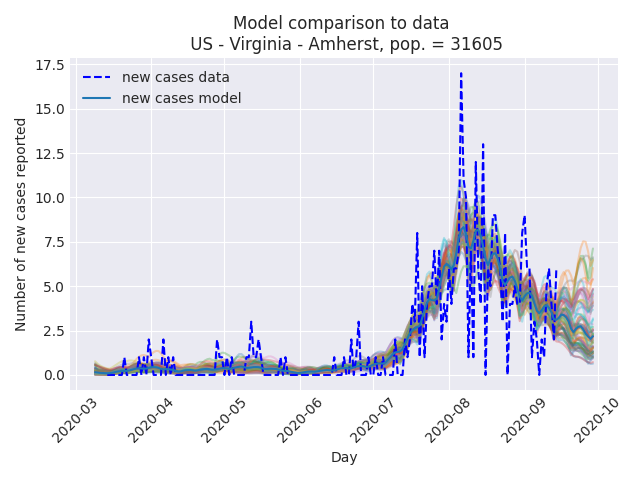 Model comparison to data
US - Virginia - Amherst, pop. = 31605
17.5
15.0
12.5
10.0
7.5
5.0
2.5
0.0
Number of new cases reported
new cases data
new cases model
2020-03
2020-04
2020-05
2020-06
2020-07
2020-08
2020-09
2020-10
Day